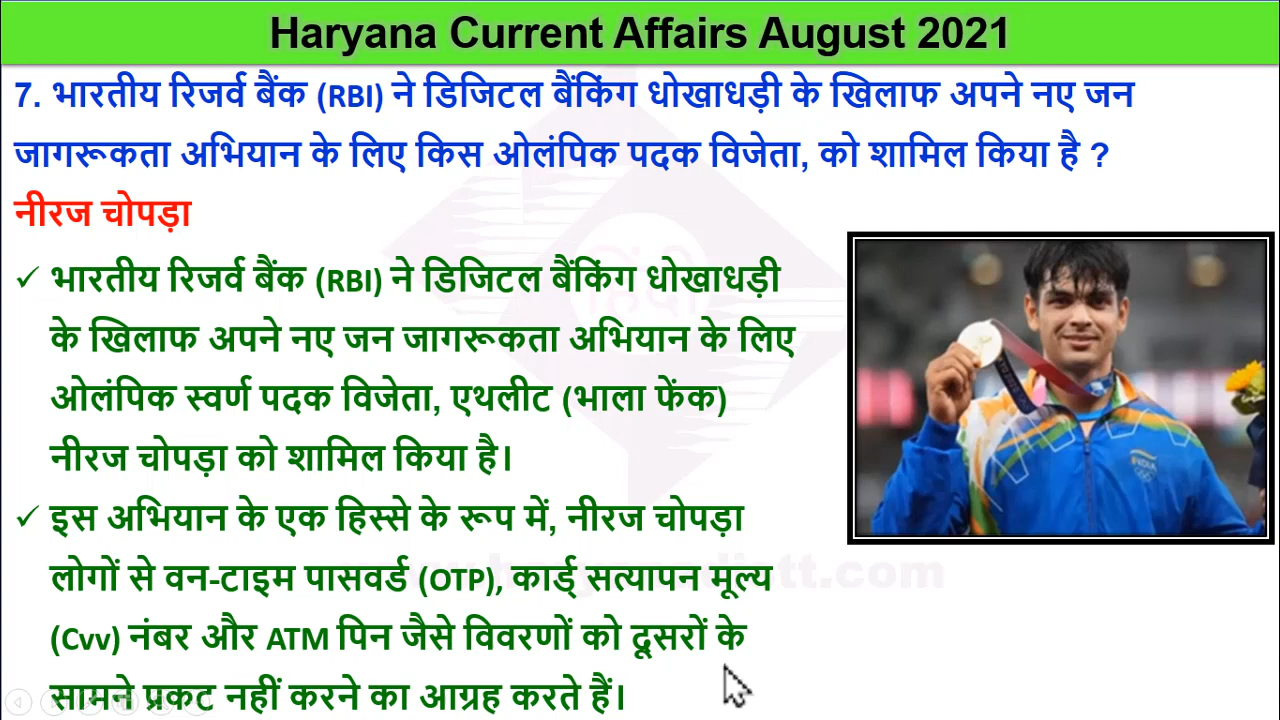 Haryana Current Affairs August 2021
7. भारतीय रिजर्व बैंक (RBI) ने डिजिटल बैंकिंग धोखाधड़ी के खिलाफ अपने नए जन
जागरूकता अभियान के लिए किस ओलंपिक पदक विजेता, को शामिल किया है ?
नीरज चोपड़ा
✓ भारतीय रिजर्व बैंक (RBI) ने डिजिटल बैंकिंग धोखाधड़ी
के खिलाफ अपने नए जन जागरूकता अभियान के लिए
ओलंपिक स्वर्ण पदक विजेता, एथलीट (भाला फेंक)
नीरज चोपड़ा को शामिल किया है।
✓ इस अभियान के एक हिस्से के रूप में, नीरज चोपड़ा
लोगों से वन-टाइम पासवर्ड (OTP), कार्ड् सत्यापन मूल्य
(Cvv) नंबर और ATM पिन जैसे विवरणों को दूसरों के
सामने प्रकट नहीं करने का आग्रह करते हैं।
हिंदी
INDIA